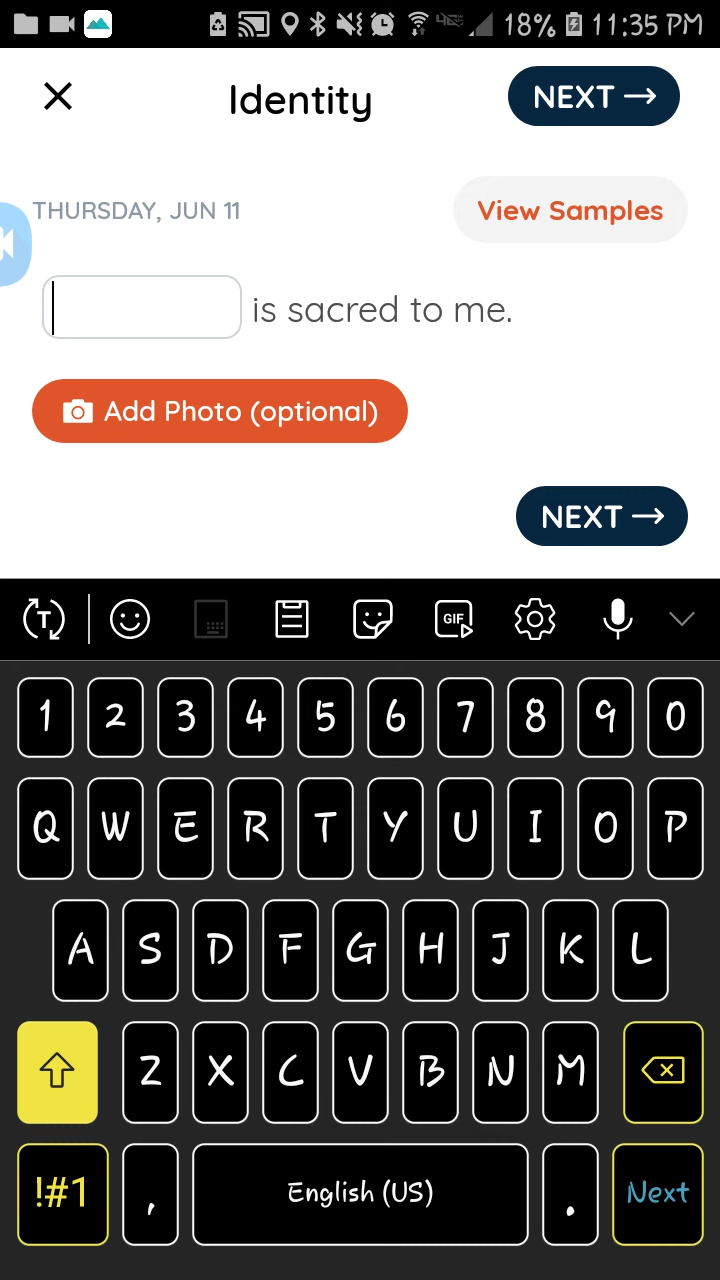 18% 11:35 PM
Identity
NEXT →
THURSDAY, JUN 11
View Samples
is sacred to me.
Add Photo (optional)
NEXT →
T
GIF
1 2 3 4 5 6 7 8 9 0
Q W E R T Y U I O P
A S D F G H J K L
Z X C V B N M
!#1 , English (US) . Next